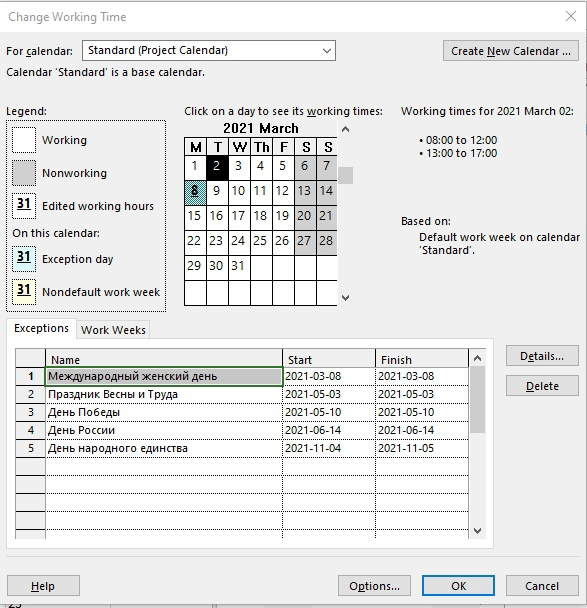 Change Working Time
For calendar: Standard (Project Calendar) Create New Calendar ...
Calendar 'Standard' is a base calendar.
Legend:
Working
Nonworking
31 Edited working hours
On this calendar:
31 Exception day
31 Nondefault work week
Click on a day to see its working times:
2021 March
M T W Th F S S
1 2 3 4 5 6 7
8 9 10 11 12 13 14
15 16 17 18 19 20 21
22 23 24 25 26 27 28
29 30 31
Working times for 2021 March 02:
• 08:00 to 12:00
• 13:00 to 17:00
Based on:
Default work week on calendar
'Standard'.
Exceptions Work Weeks
Name Start Finish
1 Международный женский день 2021-03-08 2021-03-08
2 Праздник Весны и Труда 2021-05-03 2021-05-03
3 День Победы 2021-05-10 2021-05-10
4 День России 2021-06-14 2021-06-14
5 День народного единства 2021-11-04 2021-11-05
Details...
Delete
Help Options... OK Cancel